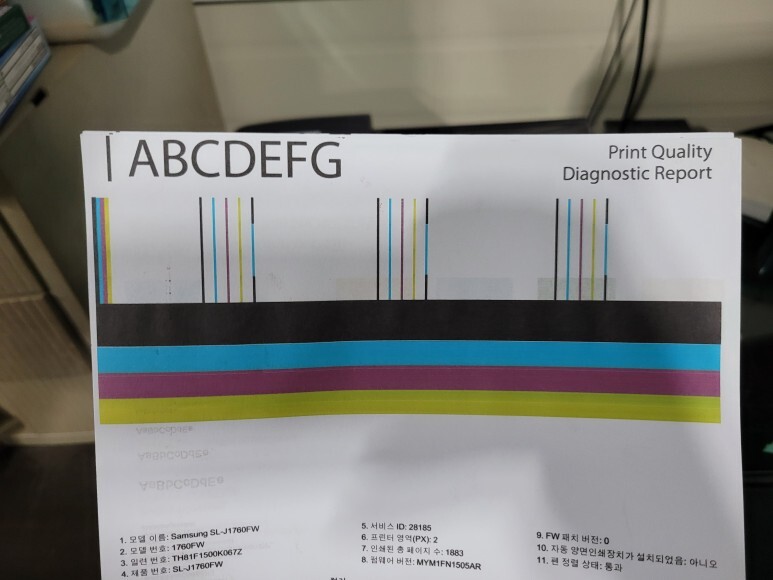 ABCDEFG
Print Quality
Diagnostic Report
AaBbCcDdEe
AaBbCcDdEe
AaBbCcDdEe
1. 모델 이름: Samsung SL-J1760FW
2. 모델 번호: 1760FW
3. 일련 번호: TH81F1500K067Z
4. 제품 번호: SL-J1760FW
5. 서비스 ID: 28185
6. 프린터 영역(PX): 2
7. 인쇄된 총 페이지 수: 1883
8. 펌웨어 버전: MYM1FN1505AR
9. FW 패치 버전: 0
10. 자동 양면인쇄장치가 설치되었음: 아니오
11. 펜 정렬 상태: 통과